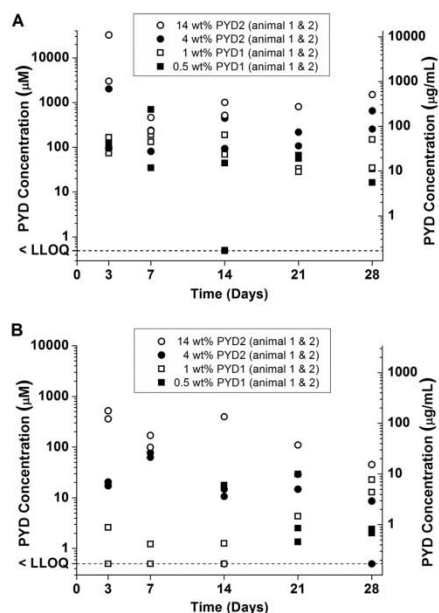 A
14 wt% PYD2 (animal 1 & 2)
4 wt% PYD2 (animal 1 & 2)
1 wt% PYD1 (animal 1 & 2)
0.5 wt% PYD1 (animal 1 & 2)
PYD Concentration (µM)
10000
1000
100
10
1
< LLOQ
PYD Concentration (µg/mL)
10000
1000
100
10
1
0 3 7 14 21 28
Time (Days)
B
14 wt% PYD2 (animal 1 & 2)
4 wt% PYD2 (animal 1 & 2)
1 wt% PYD1 (animal 1 & 2)
0.5 wt% PYD1 (animal 1 & 2)
PYD Concentration (µM)
10000
1000
100
10
1
< LLOQ
PYD Concentration (µg/mL)
1000
100
10
1
0 3 7 14 21 28
Time (Days)